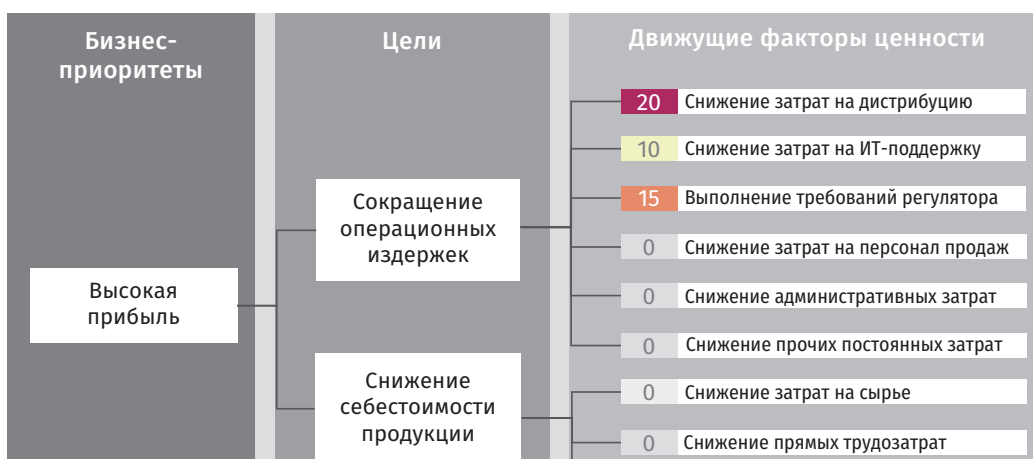 Бизнес-
приоритеты
Цели
Движущие факторы ценности
Высокая
прибыль
Сокращение
операционных
издержек
Снижение
себестоимости
продукции
20 Снижение затрат на дистрибуцию
10 Снижение затрат на ИТ-поддержку
15 Выполнение требований регулятора
0 Снижение затрат на персонал продаж
0 Снижение административных затрат
0 Снижение прочих постоянных затрат
0 Снижение затрат на сырье
0 Снижение прямых трудозатрат